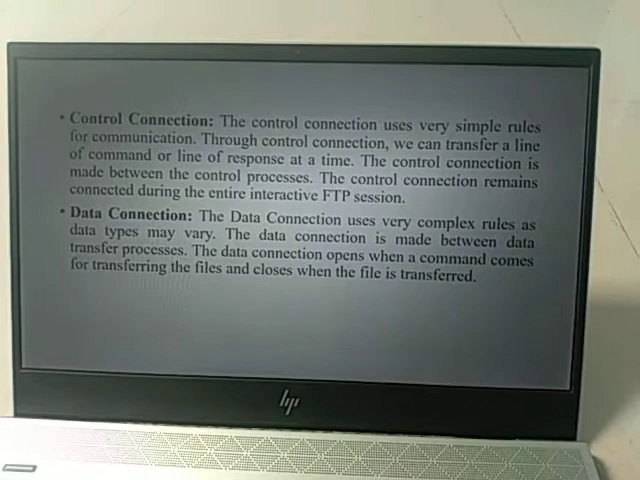 • Control Connection: The control connection uses very simple rules
for communication. Through control connection, we can transfer a line
of command or line of response at a time. The control connection is
made between the control processes. The control connection remains
connected during the entire interactive FTP session.
• Data Connection: The Data Connection uses very complex rules as
data types may vary. The data connection is made between data
transfer processes. The data connection opens when a command comes
for transferring the files and closes when the file is transferred.
hp